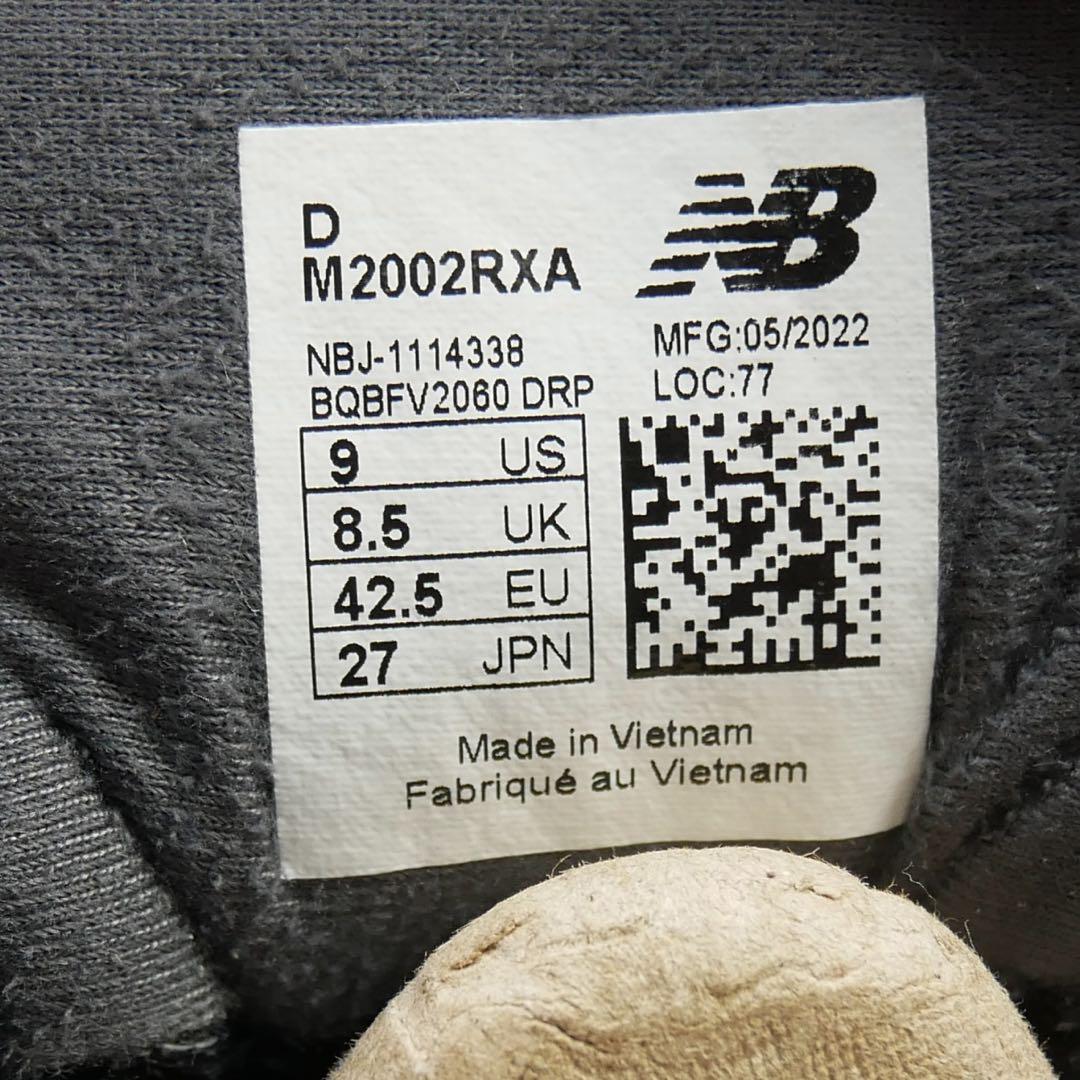 D
M2002RXA
NB
NBJ-1114338
BQBFV2060 DRP
MFG:05/2022
LOC:77
9 US
8.5 UK
42.5 EU
27 JPN
Made in Vietnam
Fabriqué au Vietnam